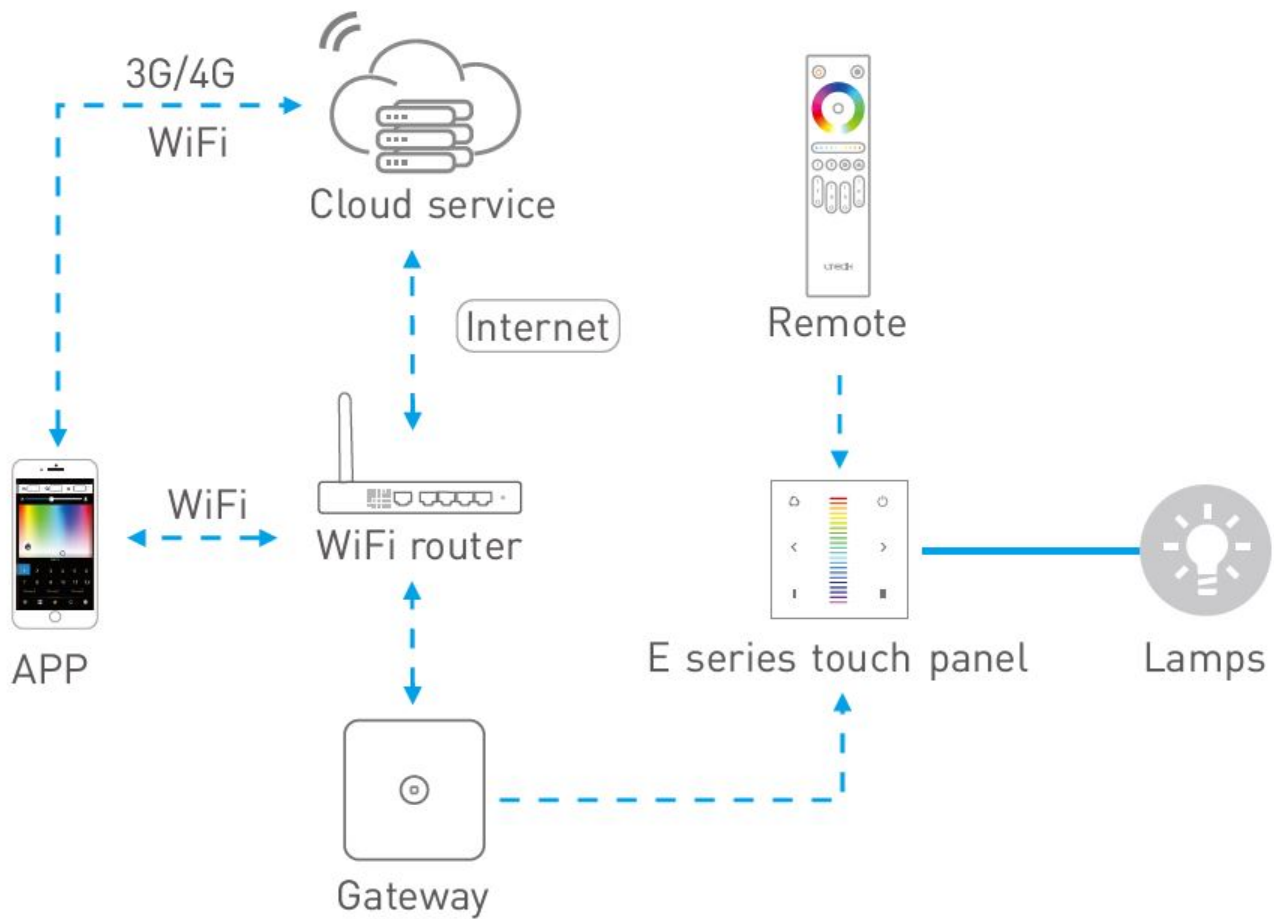 3G/4G
WiFi
Cloud service
Internet
Remote
WiFi
WiFi router
APP
E series touch panel
Lamps
Gateway